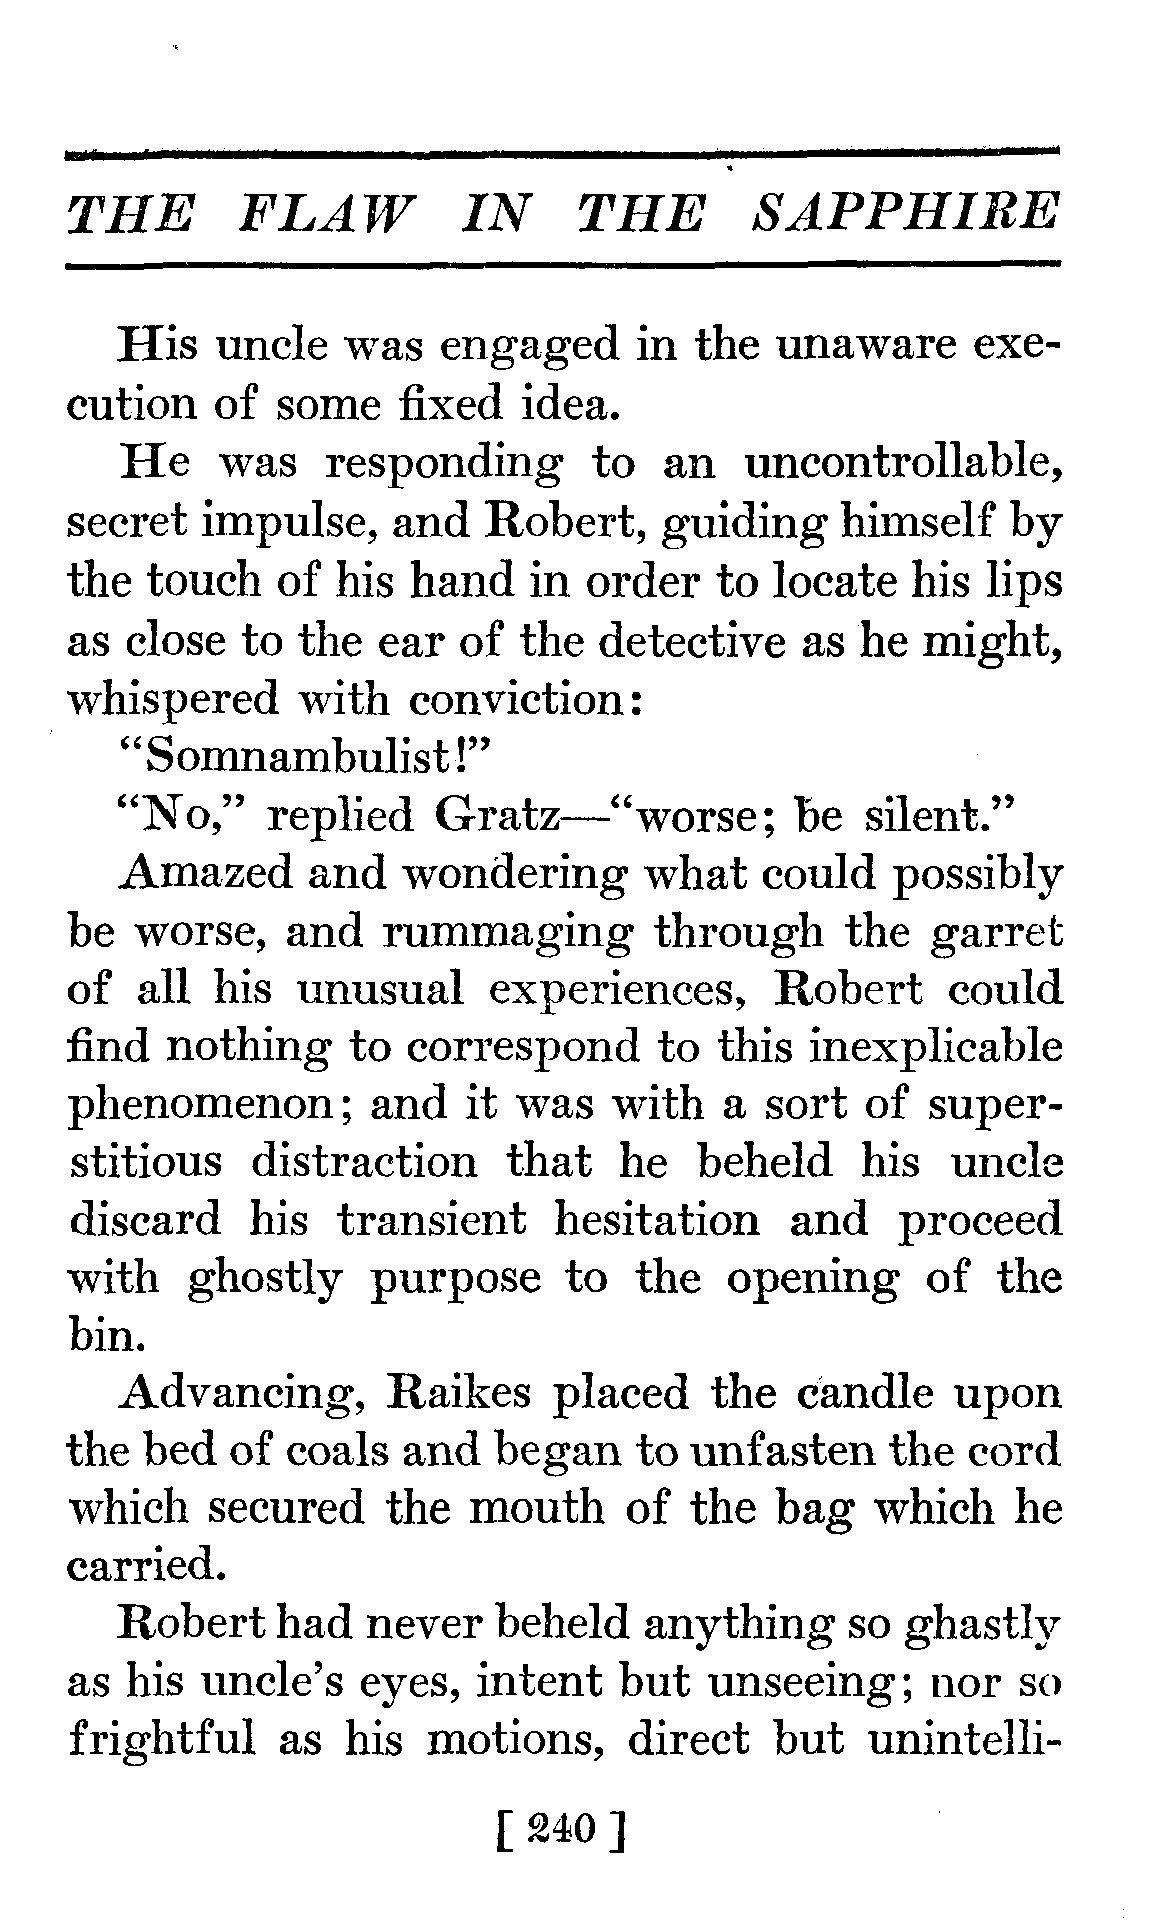 THE FLAW IN THE SAPPHIRE
His uncle was engaged in the unaware exe-
cution of some fixed idea.
He was responding to an uncontrollable,
secret impulse, and Robert, guiding himself by
the touch of his hand in order to locate his lips
as close to the ear of the detective as he might,
whispered with conviction:
“Somnambulist!”
“No,” replied Gratz—“worse; be silent.”
Amazed and wondering what could possibly
be worse, and rummaging through the garret
of all his unusual experiences, Robert could
find nothing to correspond to this inexplicable
phenomenon; and it was with a sort of super-
stitious distraction that he beheld his uncle
discard his transient hesitation and proceed
with ghostly purpose to the opening of the
bin.
Advancing, Raikes placed the candle upon
the bed of coals and began to unfasten the cord
which secured the mouth of the bag which he
carried.
Robert had never beheld anything so ghastly
as his uncle’s eyes, intent but unseeing; nor so
frightful as his motions, direct but unintelli-
[ 240 ]